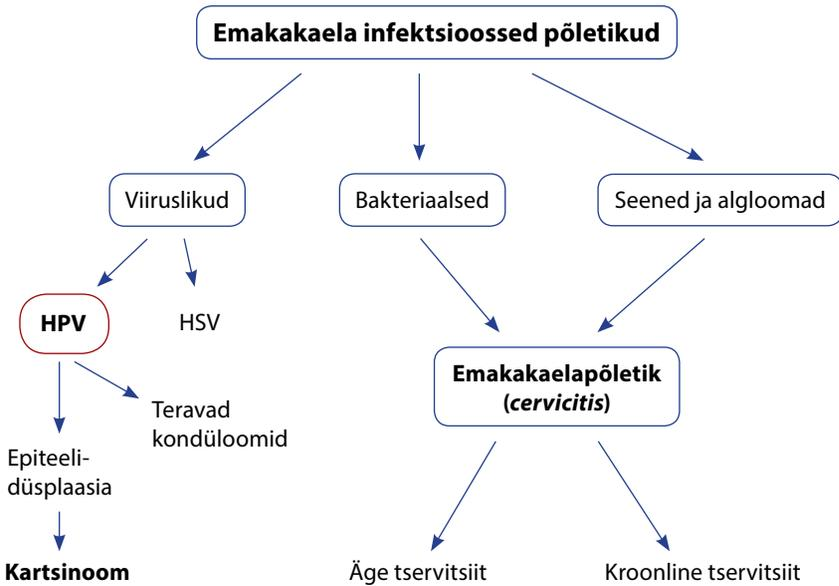 Emakakaela infektsioossed põletikud
Viiruslikud
Bakteriaalsed
Seened ja algloomad
HPV
HSV
Emakakaelapõletik
(cervicitis)
Teravad
kondüloomid
Epiteeli-
düsplaasia
Kartsinoom
Äge tservitsiit
Kroonline tservitsiit